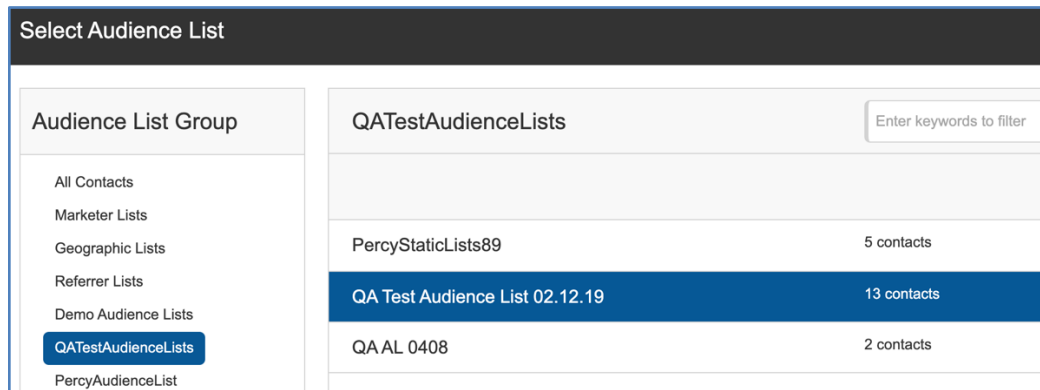 Select Audience List
Audience List Group
All Contacts
Marketer Lists
Geographic Lists
Referrer Lists
Demo Audience Lists
QATestAudienceLists
PercyAudienceList
QATestAudienceLists
Enter keywords to filter
PercyStaticLists89 5 contacts
QA Test Audience List 02.12.19 13 contacts
QA AL 0408 2 contacts